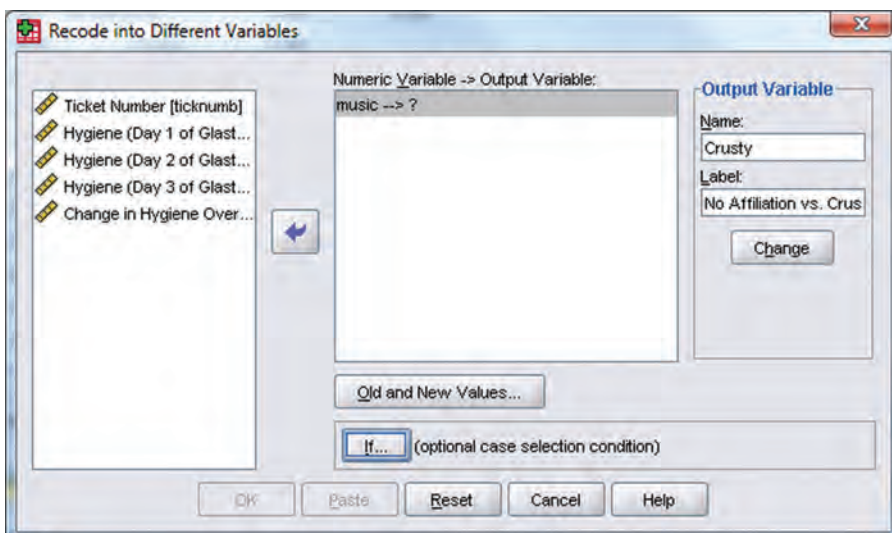 Recode into Different Variables
Ticket Number [ticknumb]
Hygiene (Day 1 of Glast...
Hygiene (Day 2 of Glast...
Hygiene (Day 3 of Glast...
Change in Hygiene Over...
Numeric Variable -> Output Variable:
music --> ?
Output Variable
Name:
Crusty
Label:
No Affiliation vs. Crus
Change
Old and New Values...
If... (optional case selection condition)
OK Paste Reset Cancel Help